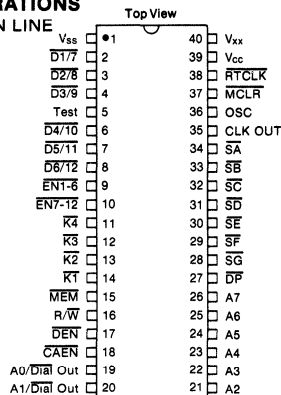 RATIONS
N LINE
Top View
Vss 1 40 Vxx
D1/7 2 39 Vcc
D2/8 3 38 RTCLK
D3/9 4 37 MCLR
Test 5 36 OSC
D4/10 6 35 CLK OUT
D5/11 7 34 SA
D6/12 8 33 SB
EN1-6 9 32 SC
EN7-12 10 31 SD
K4 11 30 SE
K3 12 29 SF
K2 13 28 SG
K1 14 27 DP
MEM 15 26 A7
R/W 16 25 A6
DEN 17 24 A5
CAEN 18 23 A4
A0/Dial Out 19 22 A3
A1/Dial Out 20 21 A2